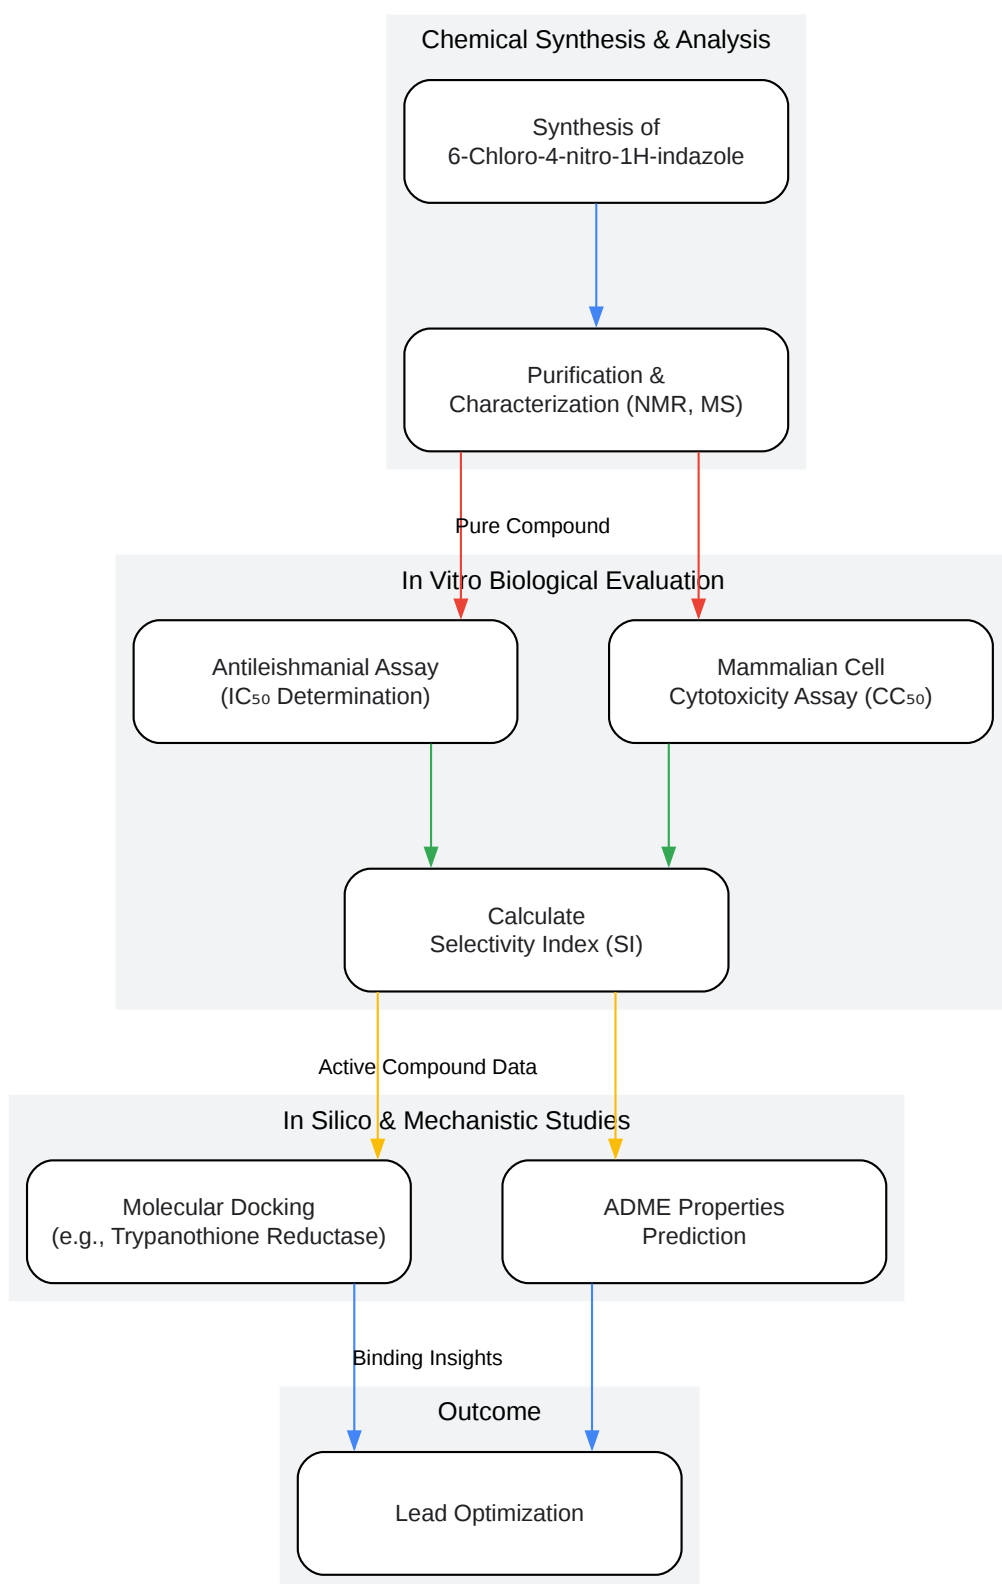 Chemical Synthesis & Analysis
Synthesis of
6-Chloro-4-nitro-1H-indazole
Purification &
Characterization (NMR, MS)
Pure Compound
In Vitro Biological Evaluation
Antileishmanial Assay
(IC₅₀ Determination)
Mammalian Cell
Cytotoxicity Assay (CC₅₀)
Calculate
Selectivity Index (SI)
Active Compound Data
In Silico & Mechanistic Studies
Molecular Docking
(e.g., Trypanothione Reductase)
ADME Properties
Prediction
Binding Insights
Outcome
Lead Optimization